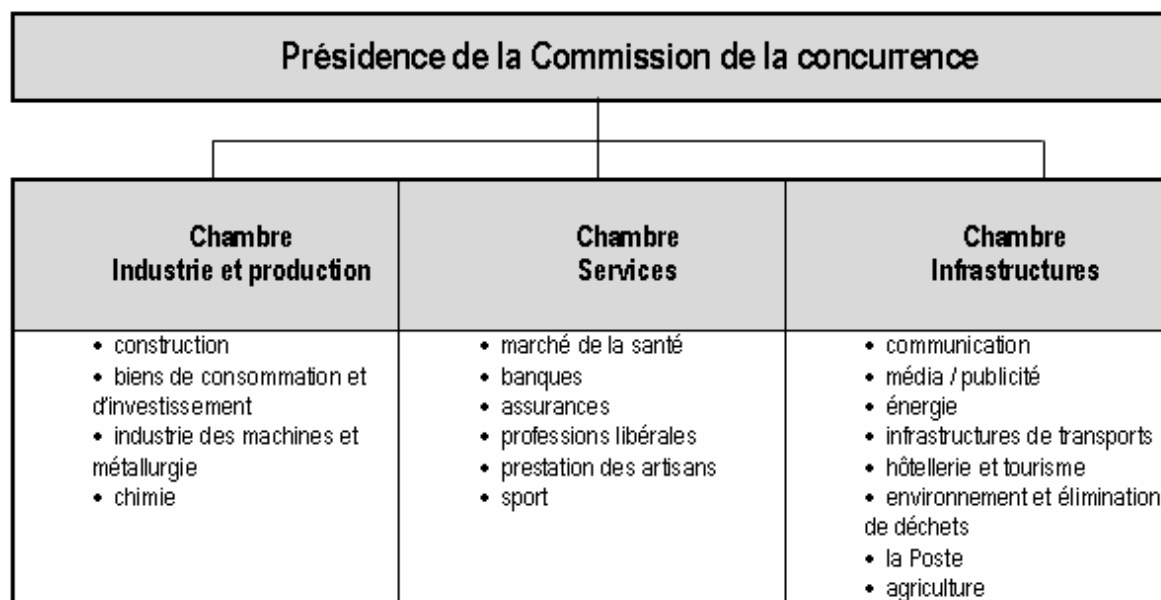 Présidence de la Commission de la concurrence
Chambre
Industrie et production
• construction
• biens de consommation et
d'investissement
• industrie des machines et
métallurgie
• chimie
Chambre
Services
• marché de la santé
• banques
• assurances
• professions libérales
• prestation des artisans
• sport
Chambre
Infrastructures
• communication
• média / publicité
• énergie
• infrastructures de transports
• hôtellerie et tourisme
• environnement et élimination
de déchets
• la Poste
• agriculture